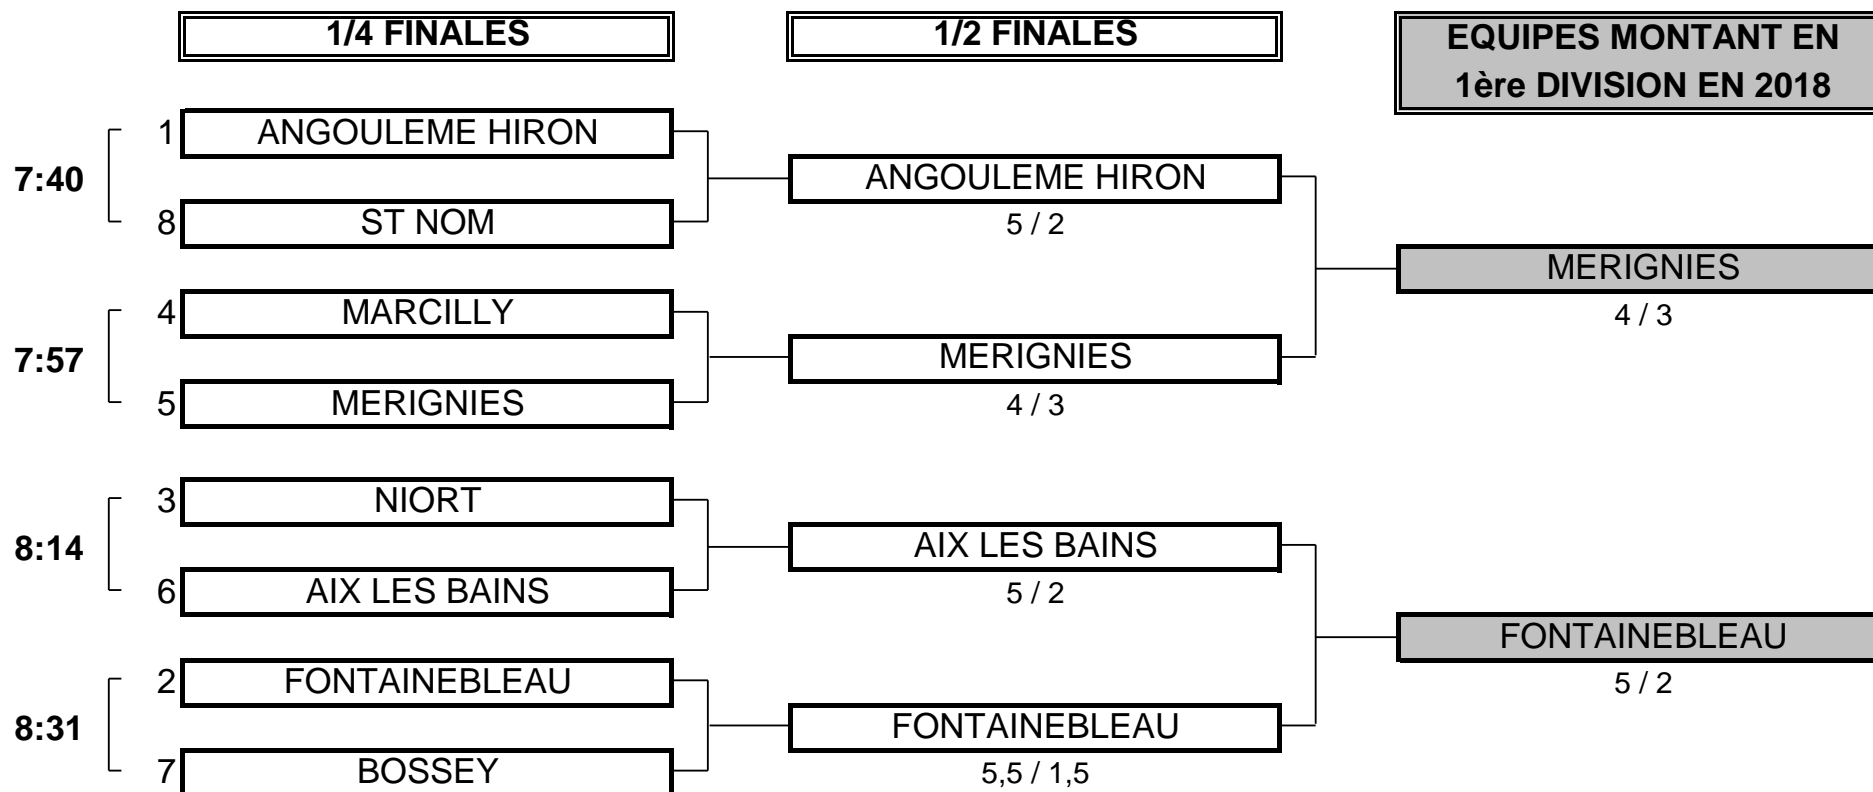 1/4 FINALES
1/2 FINALES
EQUIPES MONTANT EN
1ère DIVISION EN 2018
1 ANGOULEME HIRON
7:40
ANGOULEME HIRON
8 ST NOM
5 / 2
MERIGNIES
4 MARCILLY
4 / 3
7:57
MERIGNIES
5 MERIGNIES
4 / 3
3 NIORT
8:14
AIX LES BAINS
6 AIX LES BAINS
5 / 2
FONTAINEBLEAU
2 FONTAINEBLEAU
5 / 2
8:31
FONTAINEBLEAU
7 BOSSEY
5,5 / 1,5